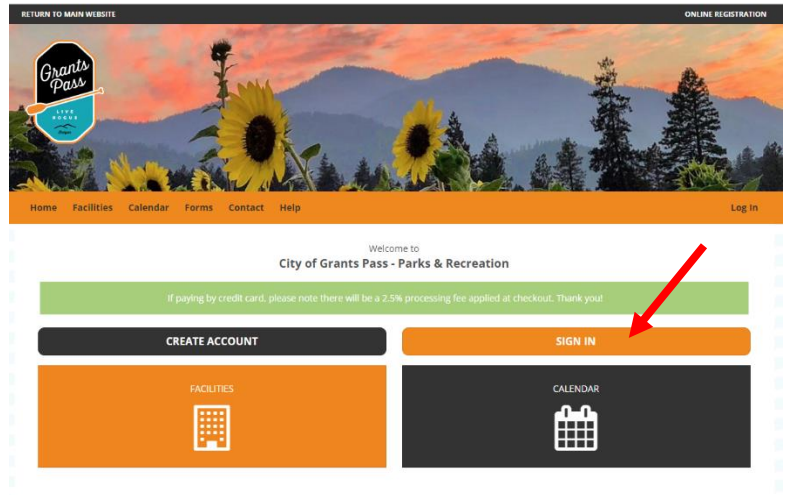 RETURN TO MAIN WEBSITE
ONLINE REGISTRATION
Grants
Pass
LIVE
ROGUE
Home Facilities Calendar Forms Contact Help
Log In
Welcome to
City of Grants Pass - Parks & Recreation
If paying by credit card, please note there will be a 2.5% processing fee applied at checkout. Thank you!
CREATE ACCOUNT
SIGN IN
FACILITIES
CALENDAR